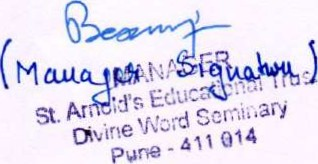 (Manager Signature)
MANAGER
St. Arnold's Educational Trust
Divine Word Seminary
Pune - 411 014